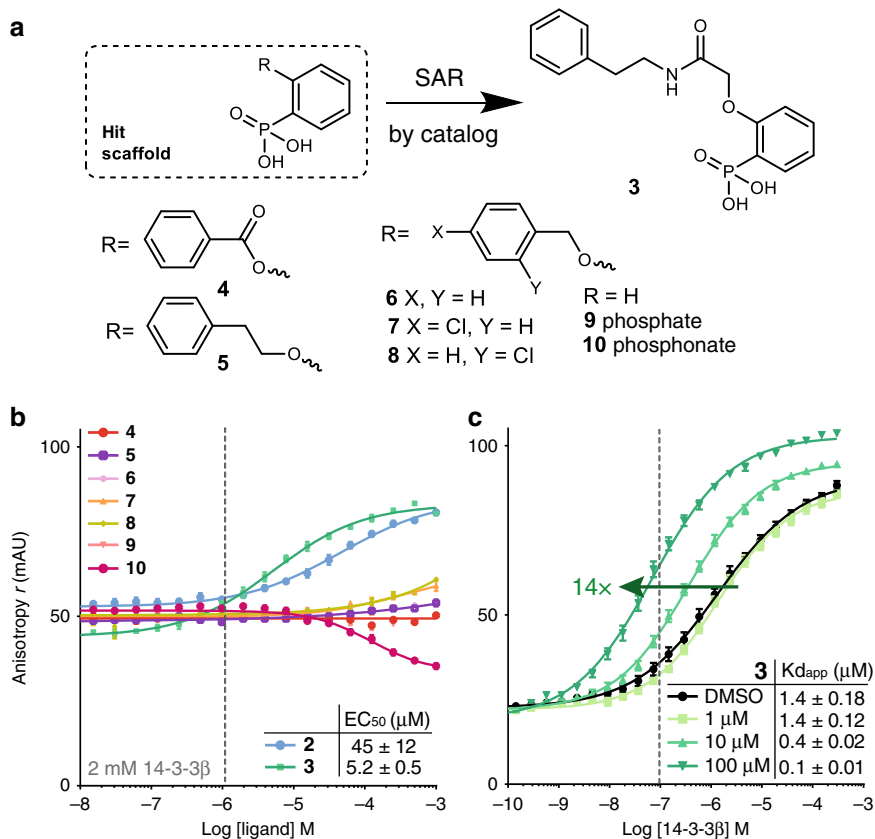 a
Hit
scaffold
R
O
P
OH
OH
SAR
by catalog
O
N
H
O
O
P
OH
OH
3
R=
O
O
4
R=
O
5
R=
X
Y
O
6 X, Y = H
7 X = Cl, Y = H
8 X = H, Y = Cl
R = H
9 phosphate
10 phosphonate
b
Anisotropy r (mAU)
100
50
0
4
5
6
7
8
9
10
EC50 (µM)
2 45 ± 12
3 5.2 ± 0.5
2 mM 14-3-3β
–8 –7 –6 –5 –4 –3
Log [ligand] M
c
100
50
0
14×
3 Kdapp (µM)
DMSO 1.4 ± 0.18
1 µM 1.4 ± 0.12
10 µM 0.4 ± 0.02
100 µM 0.1 ± 0.01
–10 –9 –8 –7 –6 –5 –4 –3
Log [14-3-3β] M